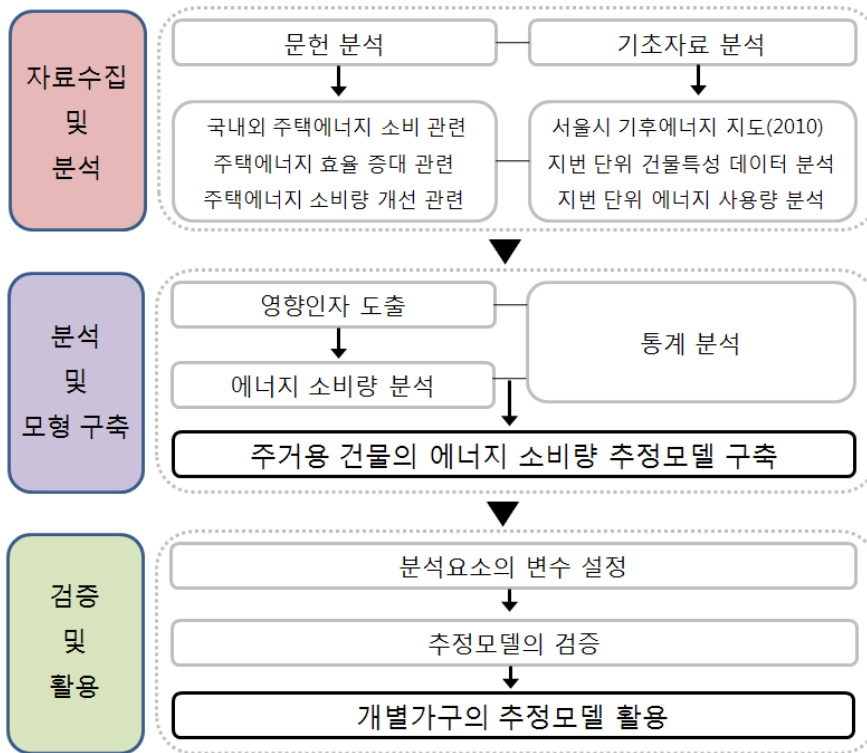 자료수집
및
분석
문헌 분석
기초자료 분석
국내외 주택에너지 소비 관련
주택에너지 효율 증대 관련
주택에너지 소비량 개선 관련
서울시 기후에너지 지도(2010)
지번 단위 건물특성 데이터 분석
지번 단위 에너지 사용량 분석
분석
및
모형 구축
영향인자 도출
에너지 소비량 분석
통계 분석
주거용 건물의 에너지 소비량 추정모델 구축
검증
및
활용
분석요소의 변수 설정
추정모델의 검증
개별가구의 추정모델 활용